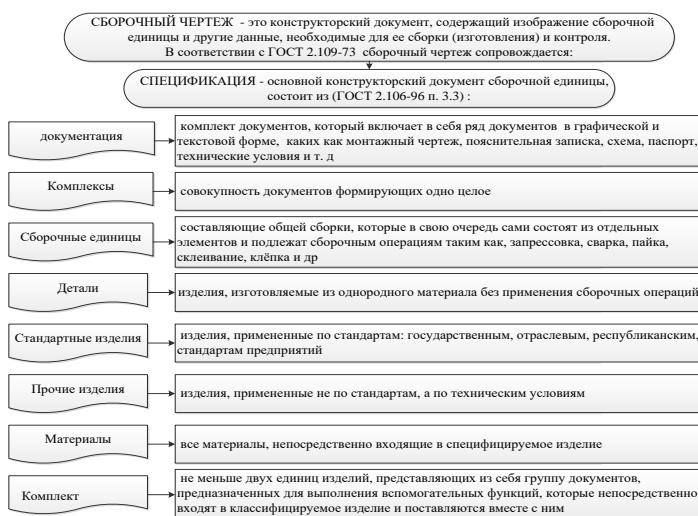 СБОРОЧНЫЙ ЧЕРТЕЖ - это конструкторский документ, содержащий изображение сборочной
единицы и другие данные, необходимые для ее сборки (изготовления) и контроля.
В соответствии с ГОСТ 2.109-73 сборочный чертеж сопровождается:
СПЕЦИФИКАЦИЯ - основной конструкторский документ сборочной единицы,
состоит из (ГОСТ 2.106-96 п. 3.3) :
документация
комплект документов, который включает в себя ряд документов в графической и
текстовой форме, каких как монтажный чертеж, пояснительная записка, схема, паспорт,
технические условия и т. д
Комплексы
совокупность документов формирующих одно целое
Сборочные единицы
составляющие общей сборки, которые в свою очередь сами состоят из отдельных
элементов и подлежат сборочным операциям таким как, запрессовка, сварка, пайка,
склеивание, клёпка и др
Детали
изделия, изготовляемые из однородного материала без применения сборочных операций
Стандартные изделия
изделия, примененные по стандартам: государственным, отраслевым, республиканским,
стандартам предприятий
Прочие изделия
изделия, примененные не по стандартам, а по техническим условиям
Материалы
все материалы, непосредственно входящие в специфицируемое изделие
Комплект
не меньше двух единиц изделий, представляющих из себя группу документов,
предназначенных для выполнения вспомогательных функций, которые непосредственно
входят в классифицируемое изделие и поставляются вместе с ним